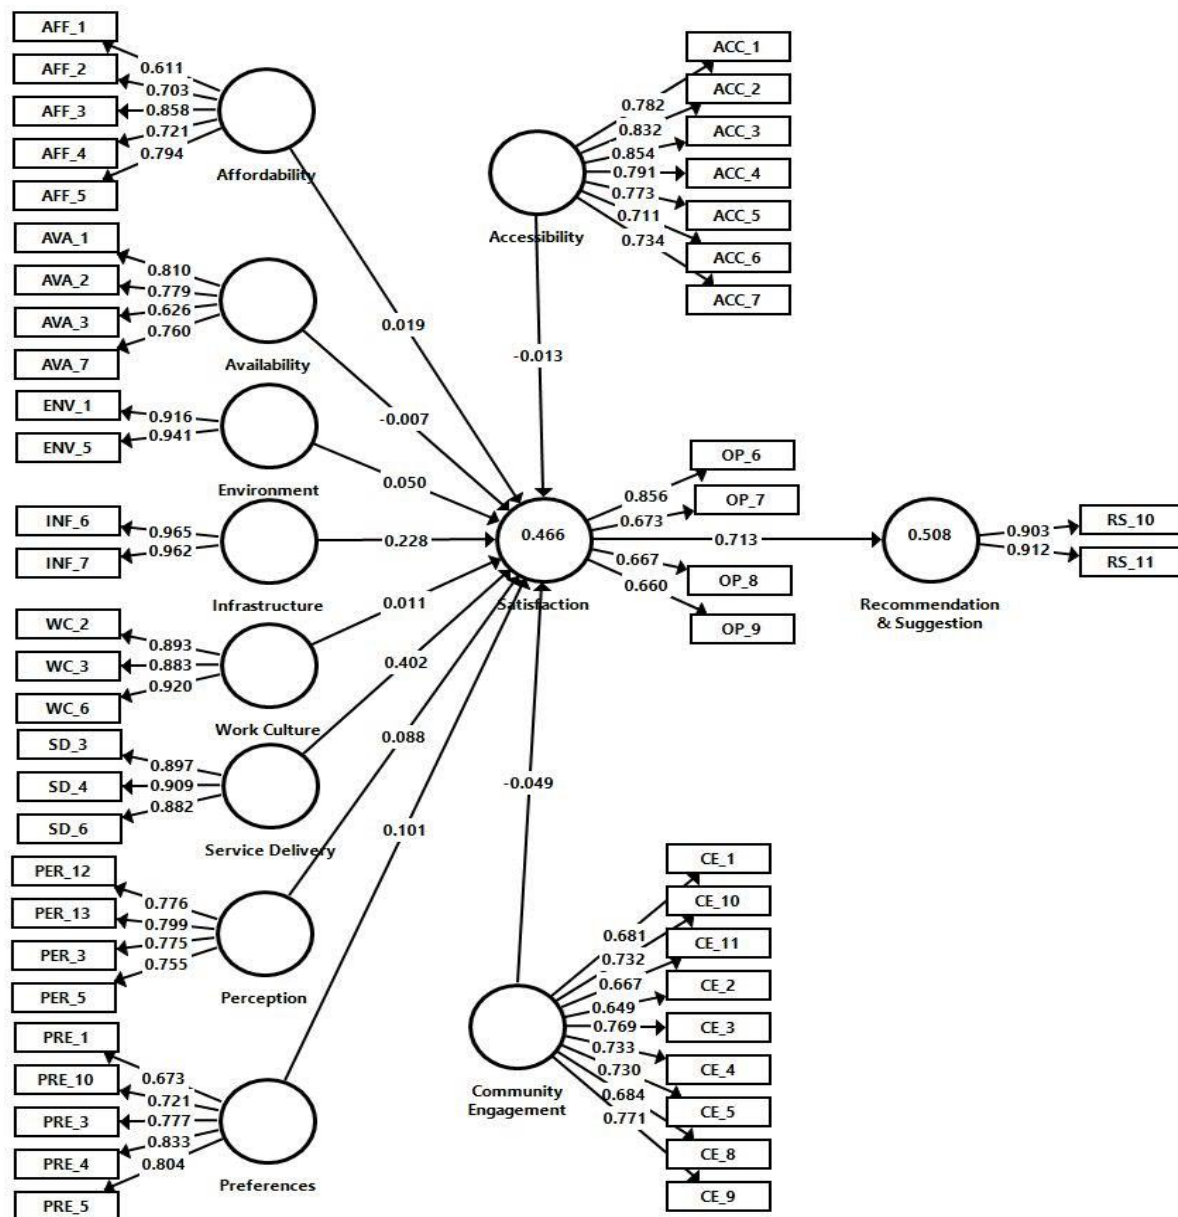 AFF_1
AFF_2
AFF_3
AFF_4
AFF_5
0.611
0.703
0.858
0.721
0.794
Affordability
AVA_1
AVA_2
AVA_3
AVA_7
0.810
0.779
0.626
0.760
Availability
ENV_1
ENV_5
0.916
0.941
Environment
INF_6
INF_7
0.965
0.962
Infrastructure
WC_2
WC_3
WC_6
0.893
0.883
0.920
Work Culture
SD_3
SD_4
SD_6
0.897
0.909
0.882
Service Delivery
PER_12
PER_13
PER_3
PER_5
0.776
0.799
0.775
0.755
Perception
PRE_1
PRE_10
PRE_3
PRE_4
PRE_5
0.673
0.721
0.777
0.833
0.804
Preferences
0.019
-0.007
0.050
0.228
0.011
0.402
0.088
0.101
-0.013
-0.049
Accessibility
0.782
0.832
0.854
0.791
0.773
0.711
0.734
ACC_1
ACC_2
ACC_3
ACC_4
ACC_5
ACC_6
ACC_7
0.466
Satisfaction
0.856
0.673
0.667
0.660
OP_6
OP_7
OP_8
OP_9
0.713
0.508
Recommendation
& Suggestion
0.903
0.912
RS_10
RS_11
Community
Engagement
0.681
0.732
0.667
0.649
0.769
0.733
0.730
0.684
0.771
CE_1
CE_10
CE_11
CE_2
CE_3
CE_4
CE_5
CE_8
CE_9